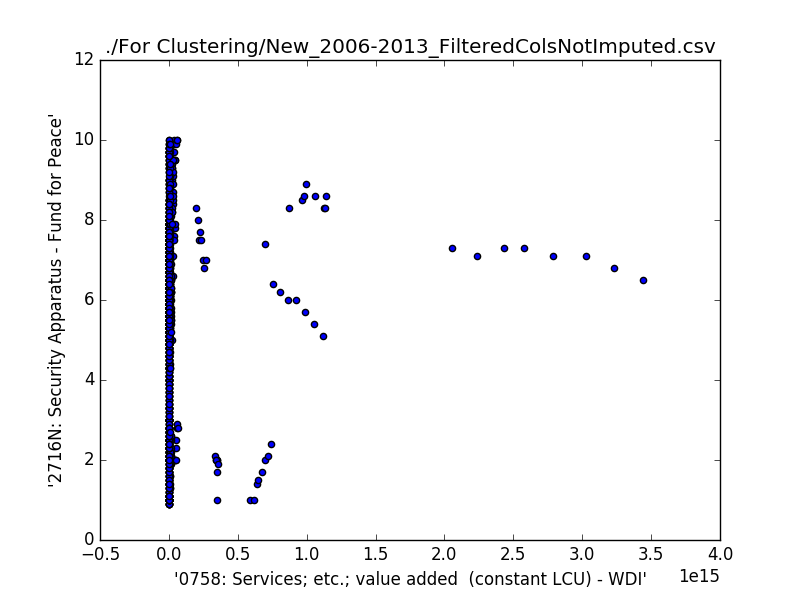 ./For Clustering/New_2006-2013_FilteredColsNotImputed.csv
12
10
8
6
4
2
0
'2716N: Security Apparatus - Fund for Peace'
−0.5 0.0 0.5 1.0 1.5 2.0 2.5 3.0 3.5 4.0
1e15
'0758: Services; etc.; value added  (constant LCU) - WDI'